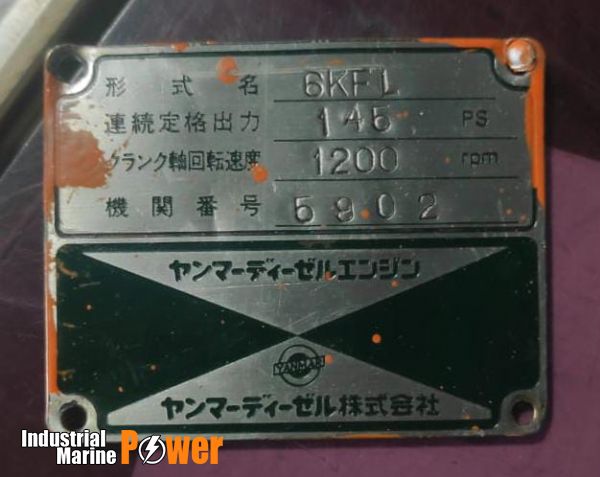 形式名 6KFL
連続定格出力 145 PS
クランク軸回転速度 1200 rpm
機関番号 5902
ヤンマーディーゼルエンジン
YANMAR
ヤンマーディーゼル株式会社
Industrial
Marine Power